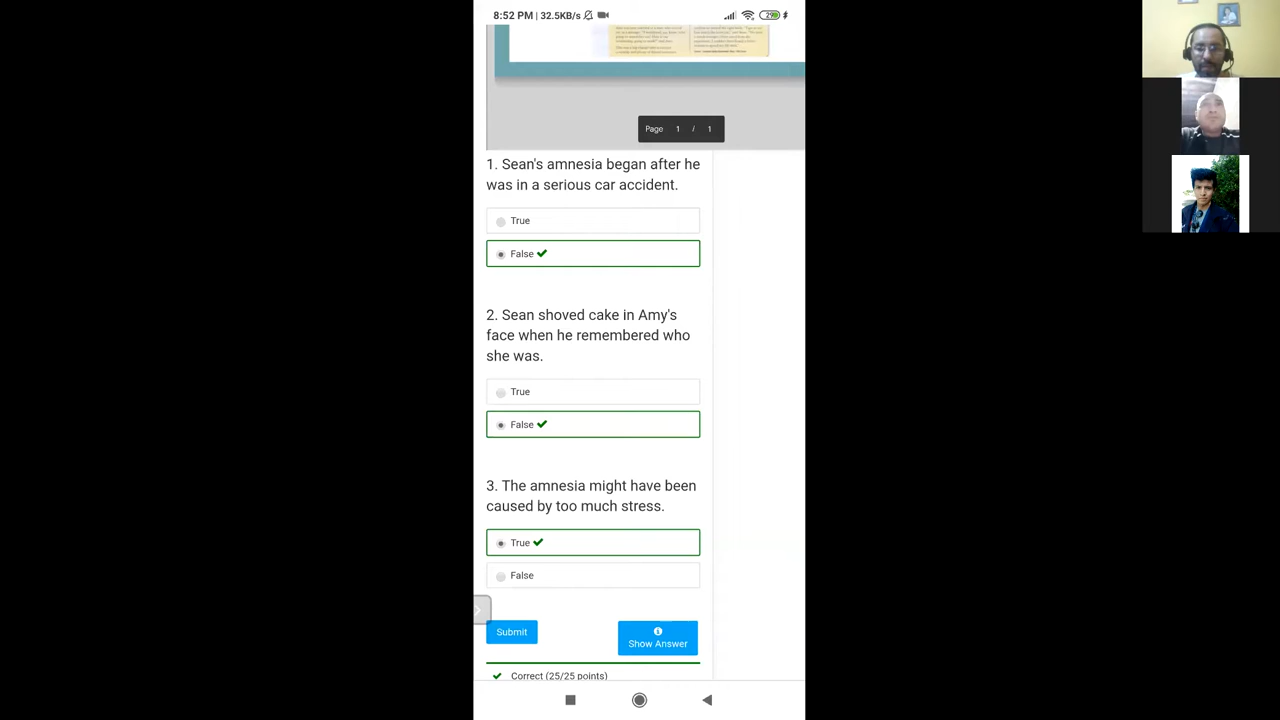 8:52 PM | 32.5KB/s
29
Page 1 / 1
1. Sean's amnesia began after he
was in a serious car accident.
True
False
2. Sean shoved cake in Amy's
face when he remembered who
she was.
True
False
3. The amnesia might have been
caused by too much stress.
True
False
Submit
Show Answer
Correct (25/25 points)